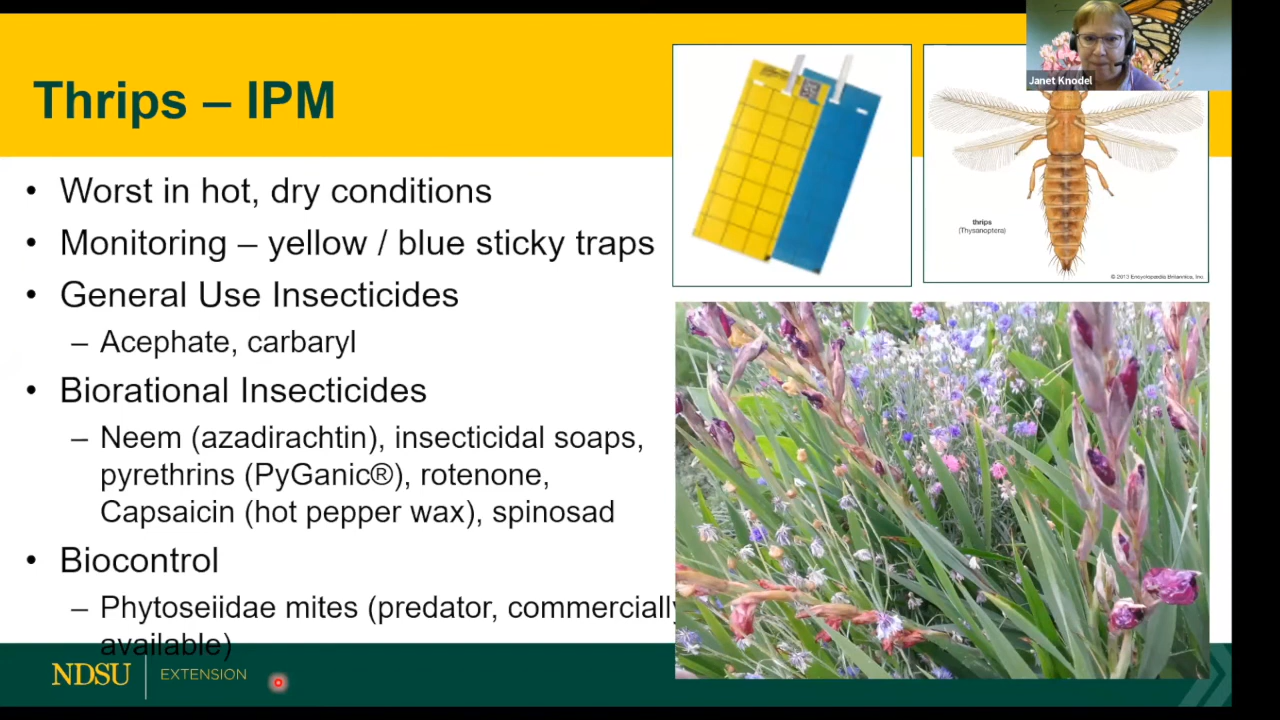 Thrips – IPM
Janet Knodel
• Worst in hot, dry conditions
• Monitoring – yellow / blue sticky traps
• General Use Insecticides
– Acephate, carbaryl
• Biorational Insecticides
– Neem (azadirachtin), insecticidal soaps,
pyrethrins (PyGanic®), rotenone,
Capsaicin (hot pepper wax), spinosad
• Biocontrol
– Phytoseiidae mites (predator, commercially
available)
thrips
(Thysanoptera)
© 2013 Encyclopædia Britannica, Inc.
NDSU
EXTENSION